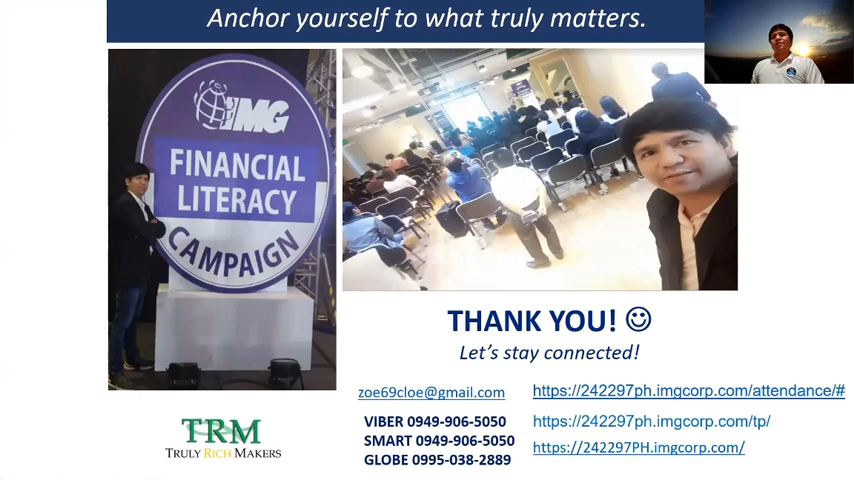 Anchor yourself to what truly matters.
IMG
FINANCIAL
LITERACY
CAMPAIGN
THANK YOU! ☺
Let's stay connected!
zoe69cloe@gmail.com
VIBER 0949-906-5050
SMART 0949-906-5050
GLOBE 0995-038-2889
https://242297ph.imgcorp.com/attendance/#
https://242297ph.imgcorp.com/tp/
https://242297PH.imgcorp.com/
TRM
TRULY RICH MAKERS